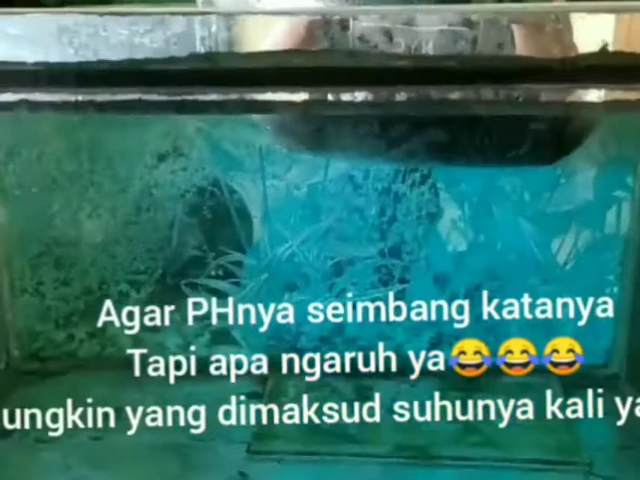 Agar PHnya seimbang katanya
Tapi apa ngaruh ya😂😂😂
ungkin yang dimaksud suhunya kali ya